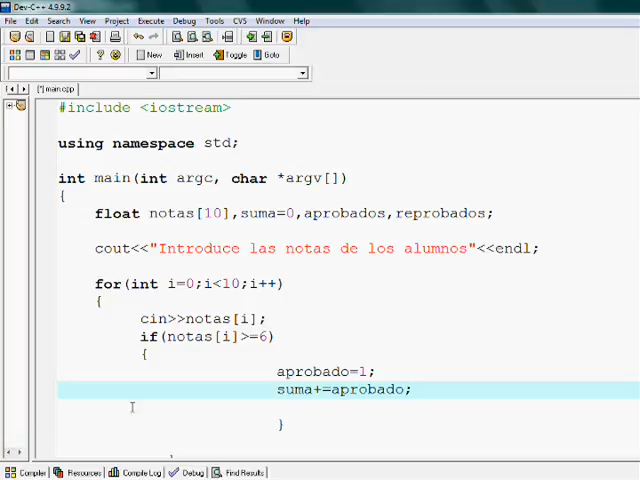 Dev-C++ 4.9.9.2
File Edit Search View Project Execute Debug Tools CVS Window Help
New Insert Toggle Goto
[*] main.cpp
#include <iostream>
using namespace std;
int main(int argc, char *argv[])
{
float notas[10],suma=0,aprobados,reprobados;
cout<<"Introduce las notas de los alumnos"<<endl;
for(int i=0;i<10;i++)
{
cin>>notas[i];
if(notas[i]>=6)
{
aprobado=1;
suma+=aprobado;
}
Compiler Resources Compile Log Debug Find Results